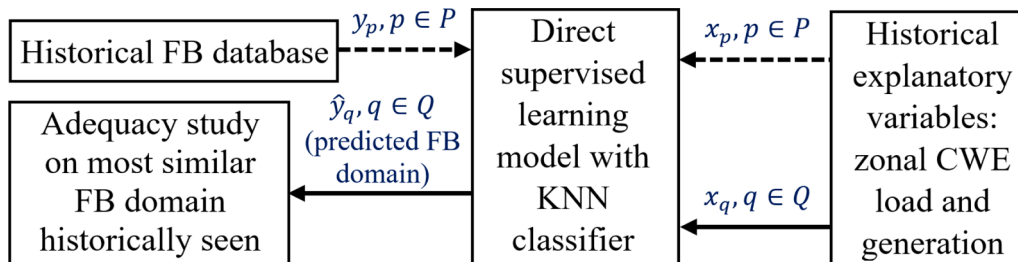 Historical FB database
y_p, p ∈ P
Direct
supervised
learning
model with
KNN
classifier
x_p, p ∈ P
Historical
explanatory
variables:
zonal CWE
load and
generation
Adequacy study
on most similar
FB domain
historically seen
ŷ_q, q ∈ Q
(predicted FB
domain)
x_q, q ∈ Q